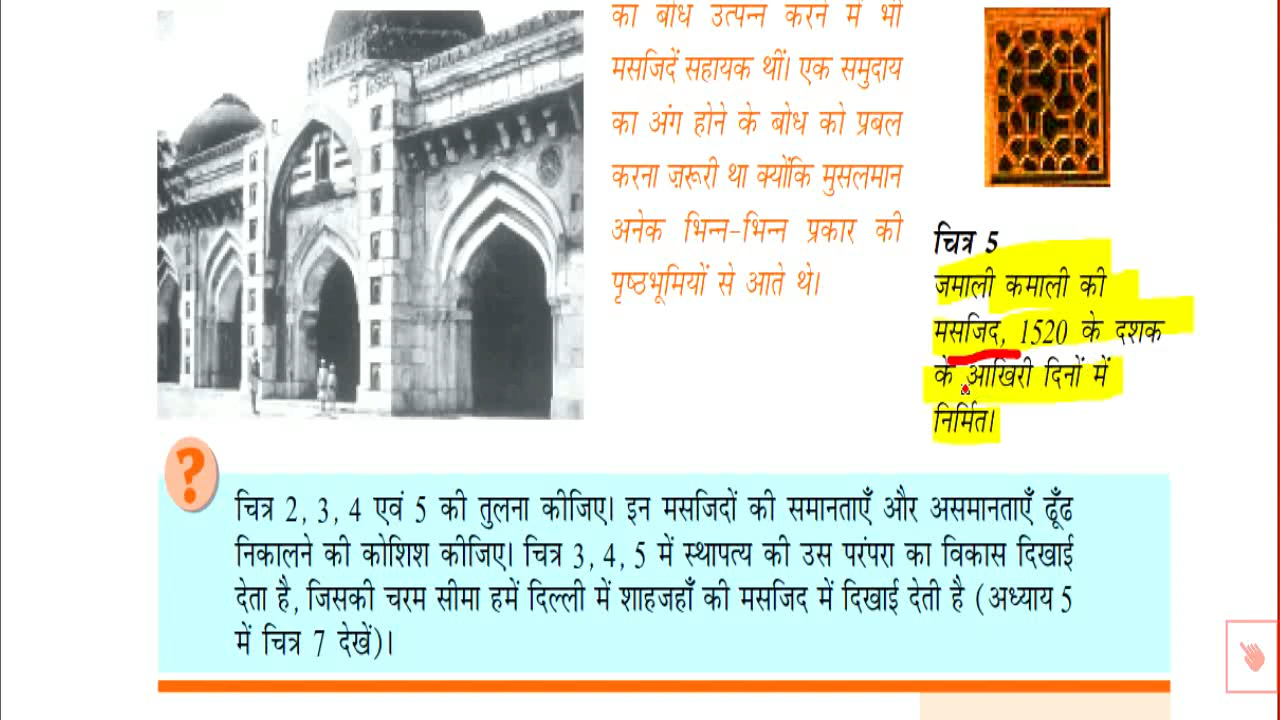 का बोध उत्पन्न करने में भी
मसजिदें सहायक थीं। एक समुदाय
का अंग होने के बोध को प्रबल
करना ज़रूरी था क्योंकि मुसलमान
अनेक भिन्न-भिन्न प्रकार की
पृष्ठभूमियों से आते थे।
चित्र 5
जमाली कमाली की
मसजिद, 1520 के दशक
के आखिरी दिनों में
निर्मित।
?
चित्र 2, 3, 4 एवं 5 की तुलना कीजिए। इन मसजिदों की समानताएँ और असमानताएँ ढूँढ
निकालने की कोशिश कीजिए। चित्र 3, 4, 5 में स्थापत्य की उस परंपरा का विकास दिखाई
देता है, जिसकी चरम सीमा हमें दिल्ली में शाहजहाँ की मसजिद में दिखाई देती है (अध्याय 5
में चित्र 7 देखें)।